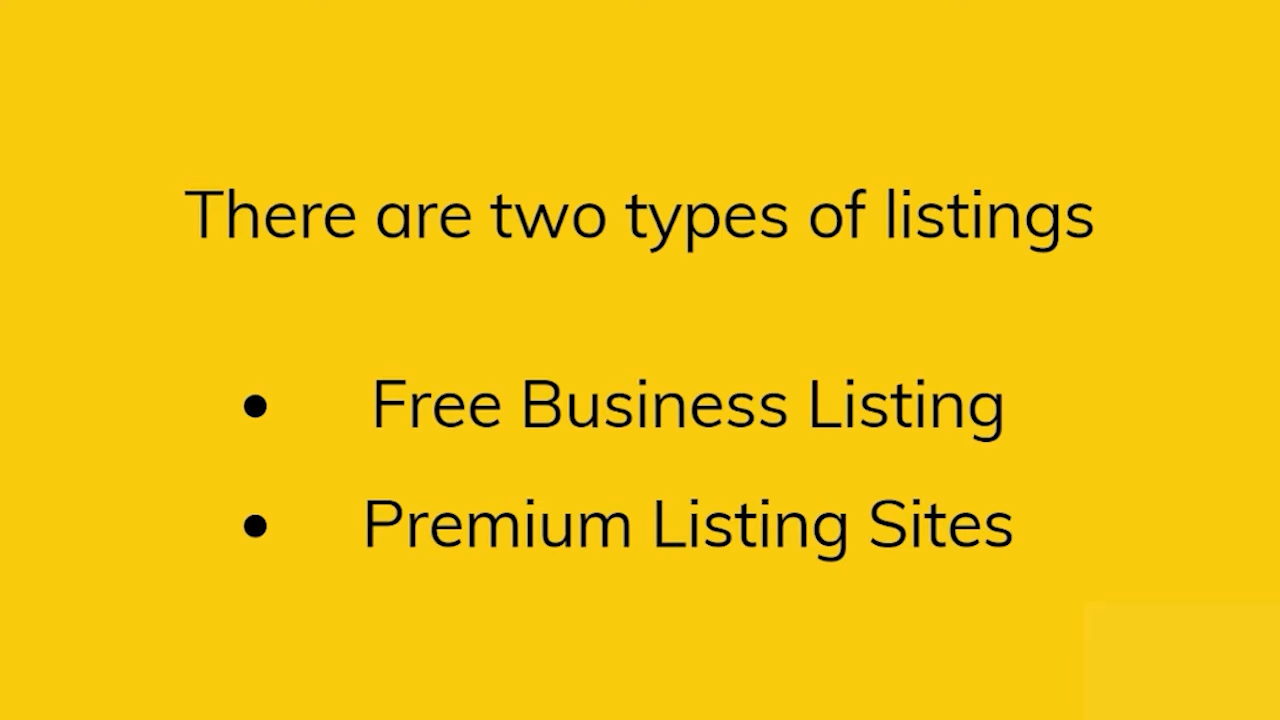 There are two types of listings
• Free Business Listing
• Premium Listing Sites